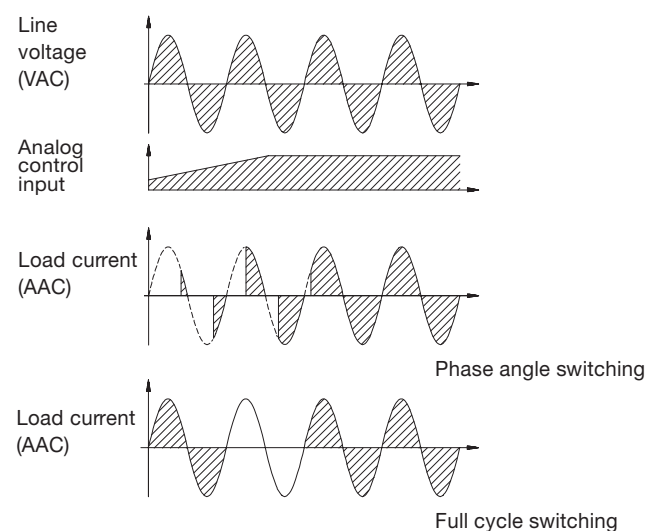 Line
voltage
(VAC)
Analog
control
input
Load current
(AAC)
Phase angle switching
Load current
(AAC)
Full cycle switching